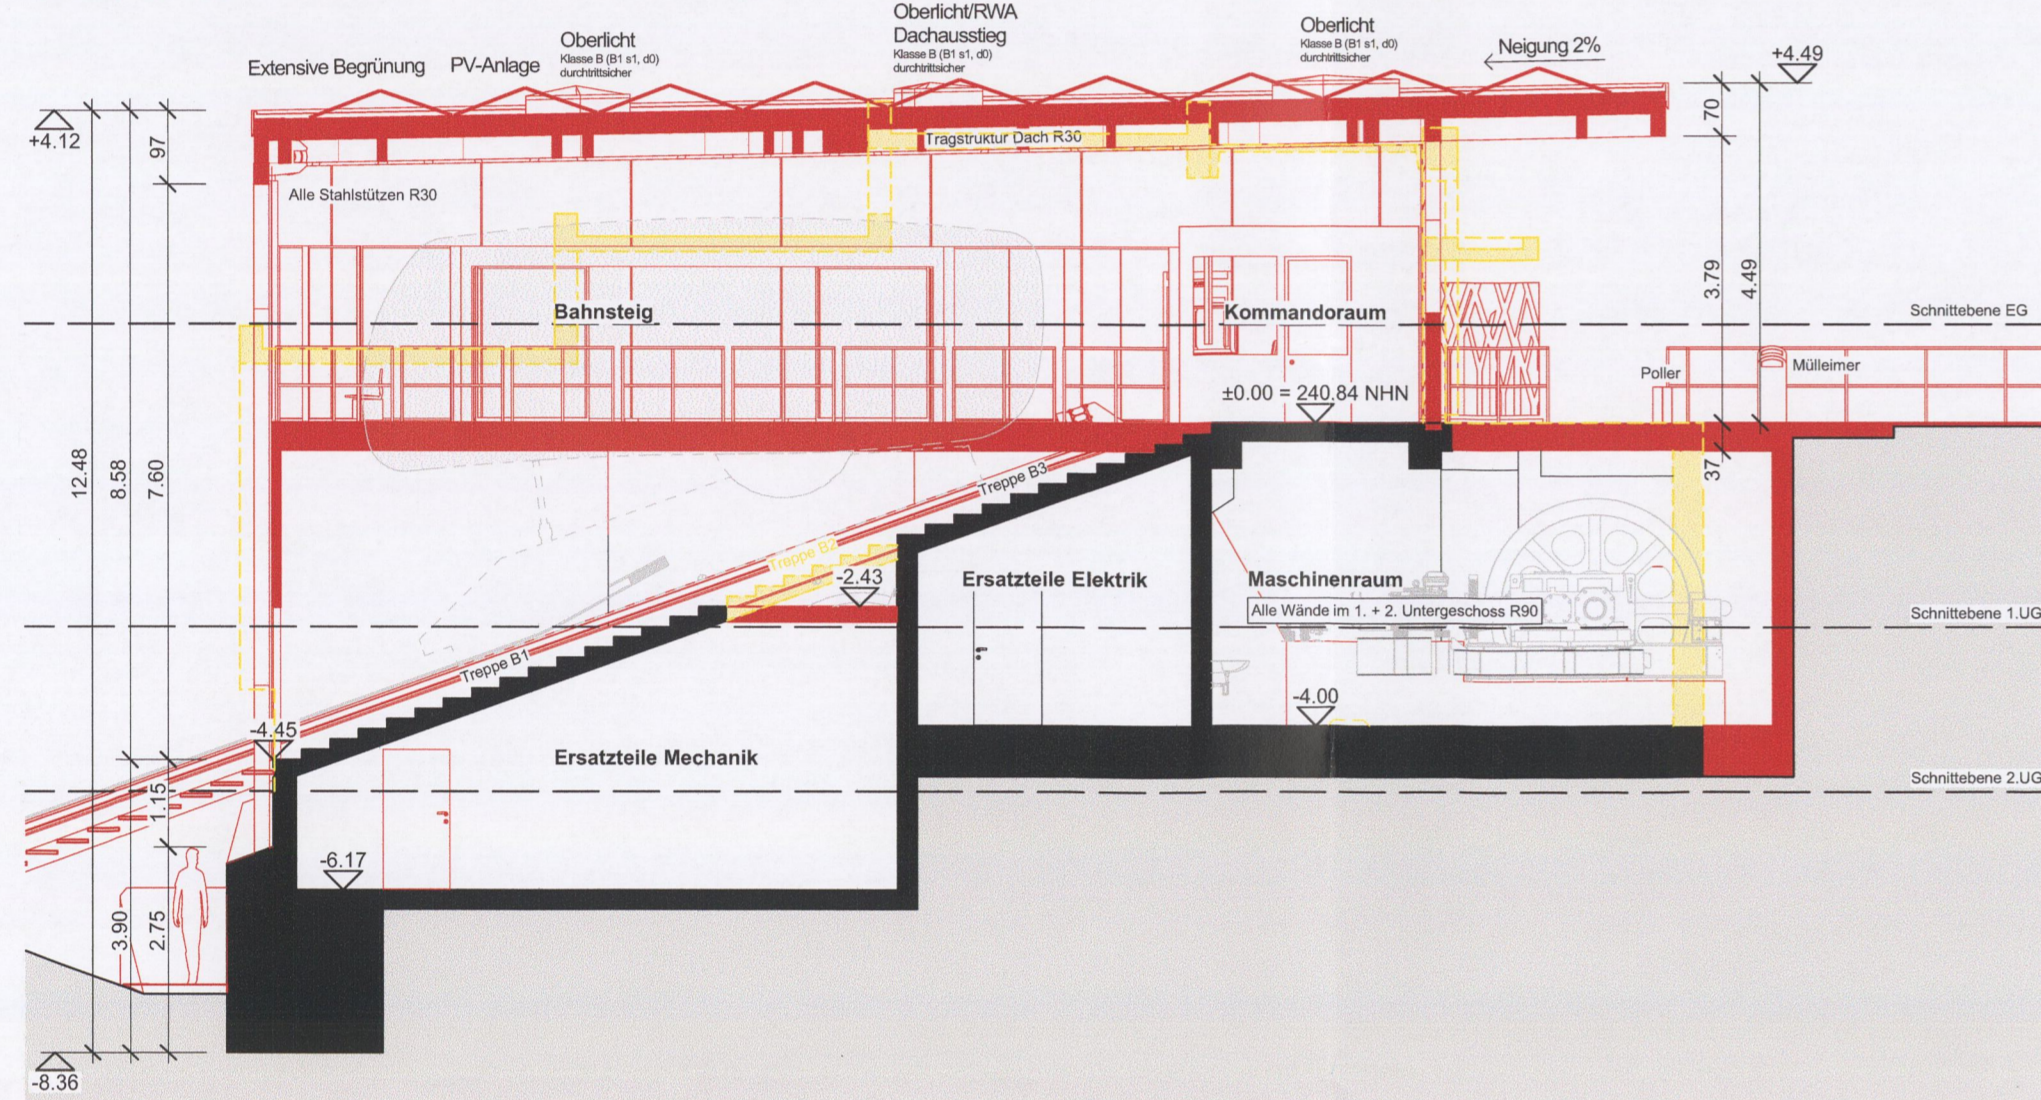 Oberlicht/RWA
Dachausstieg
Klasse B (B1 s1, d0)
durchtrittsicher
Oberlicht
Klasse B (B1 s1, d0)
durchtrittsicher
Oberlicht
Klasse B (B1 s1, d0)
durchtrittsicher
Extensive Begrünung
PV-Anlage
Neigung 2%
+4.49
+4.12
97
70
Tragstruktur Dach R30
Alle Stahlstützen R30
3.79
4.49
Bahnsteig
Kommandoraum
Schnittebene EG
Poller
Mülleimer
±0.00 = 240.84 NHN
12.48
8.58
7.60
37
Treppe B3
Treppe B2
-2.43
Ersatzteile Elektrik
Maschinenraum
Alle Wände im 1. + 2. Untergeschoss R90
Schnittebene 1.UG
Treppe B1
-4.00
-4.45
Ersatzteile Mechanik
Schnittebene 2.UG
1.15
-6.17
3.90
2.75
-8.36